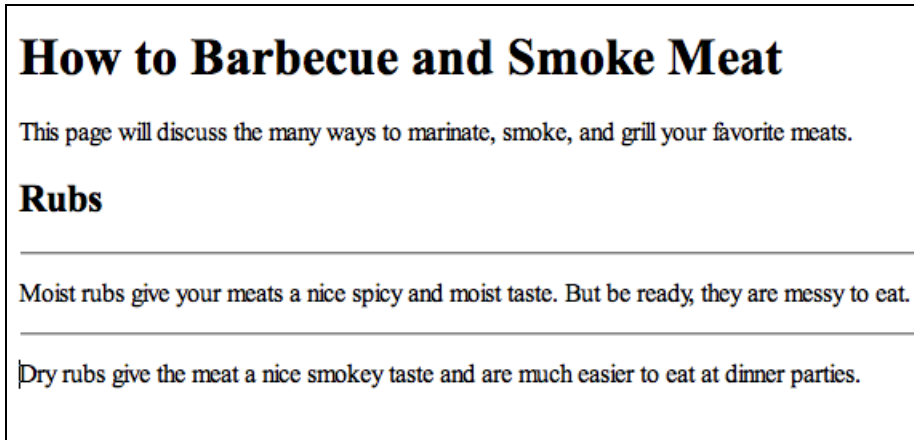 How to Barbecue and Smoke Meat
This page will discuss the many ways to marinate, smoke, and grill your favorite meats.
Rubs
Moist rubs give your meats a nice spicy and moist taste. But be ready, they are messy to eat.
Dry rubs give the meat a nice smokey taste and are much easier to eat at dinner parties.